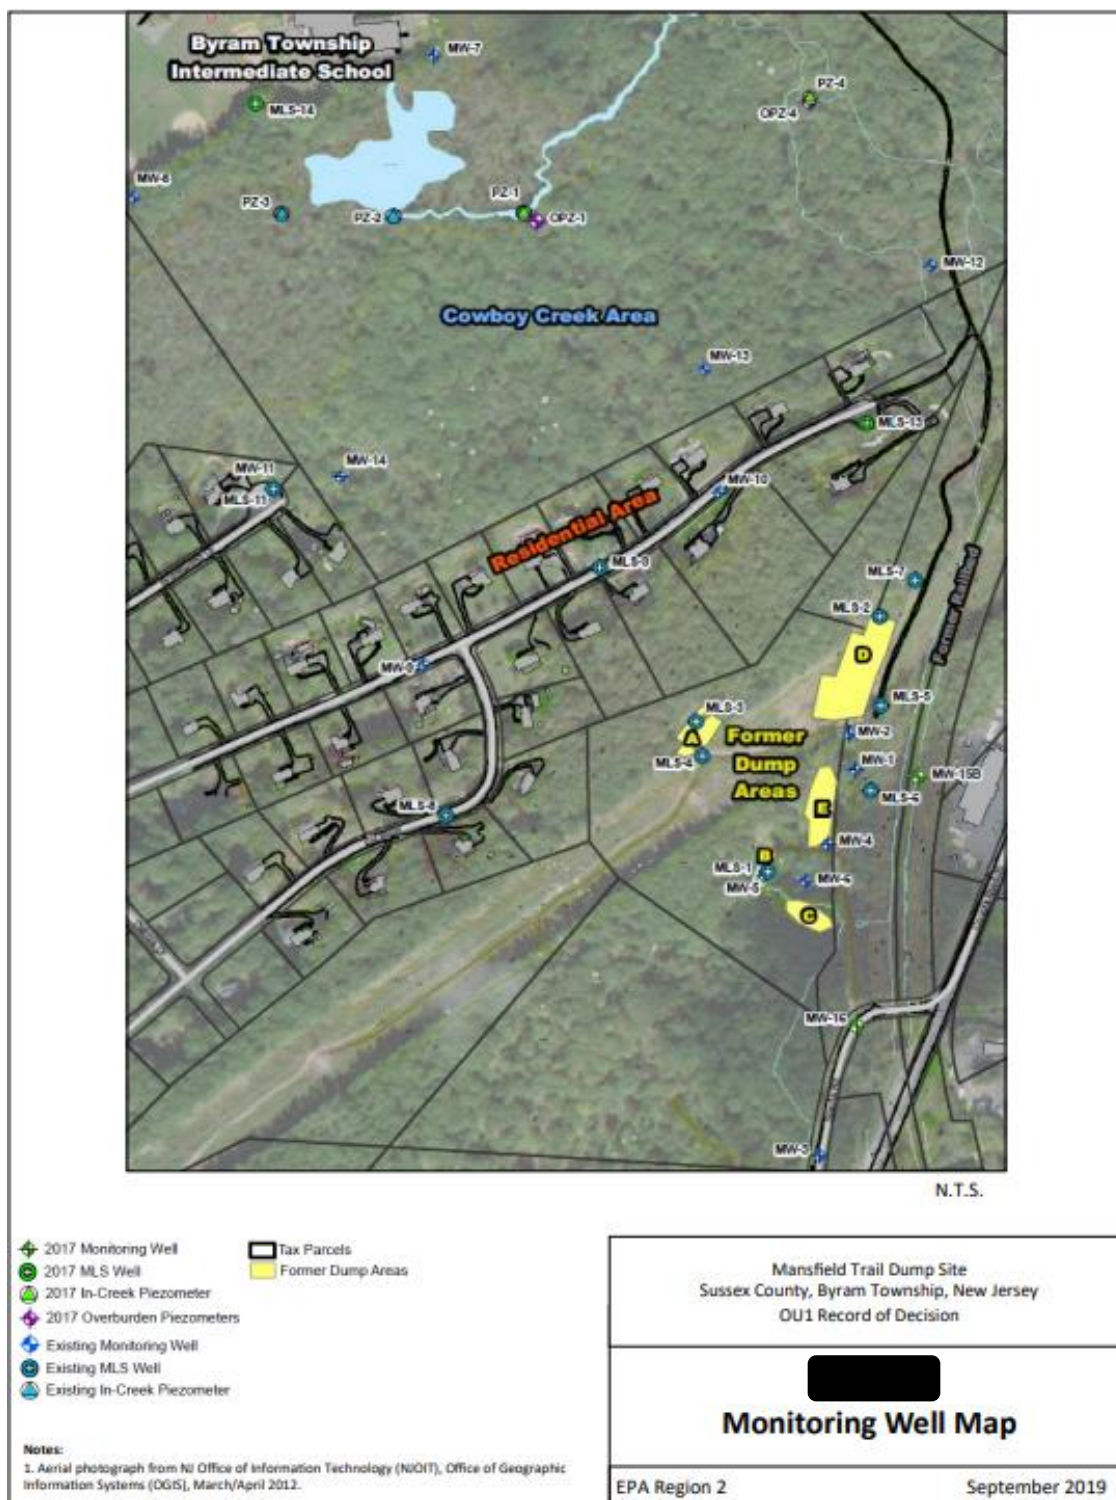 Byram Township
Intermediate School
MW-7
MLS-14
PZ-4
OPZ-4
PZ-3
PZ-2
PZ-1
OPZ-1
MW-12
Cowboy Creek Area
MW-13
MLS-13
MW-14
MW-11
MLS-11
MW-10
Residential Area
MLS-7
MLS-2
D
Former Railbed
MLS-5
MLS-3
A
MLS-4
Former
Dump
Areas
MW-2
MW-1
MW-15B
MLS-6
E
MLS-8
MW-4
B
MLS-1
MW-5
MW-6
C
MW-16
MW-3
N.T.S.
2017 Monitoring Well
2017 MLS Well
2017 In-Creek Piezometer
2017 Overburden Piezometers
Existing Monitoring Well
Existing MLS Well
Existing In-Creek Piezometer
Tax Parcels
Former Dump Areas
Notes:
1. Aerial photograph from NJ Office of Information Technology (NJOIT), Office of Geographic
Information Systems (OGIS), March/April 2012.
Mansfield Trail Dump Site
Sussex County, Byram Township, New Jersey
OU1 Record of Decision
Monitoring Well Map
EPA Region 2
September 2019